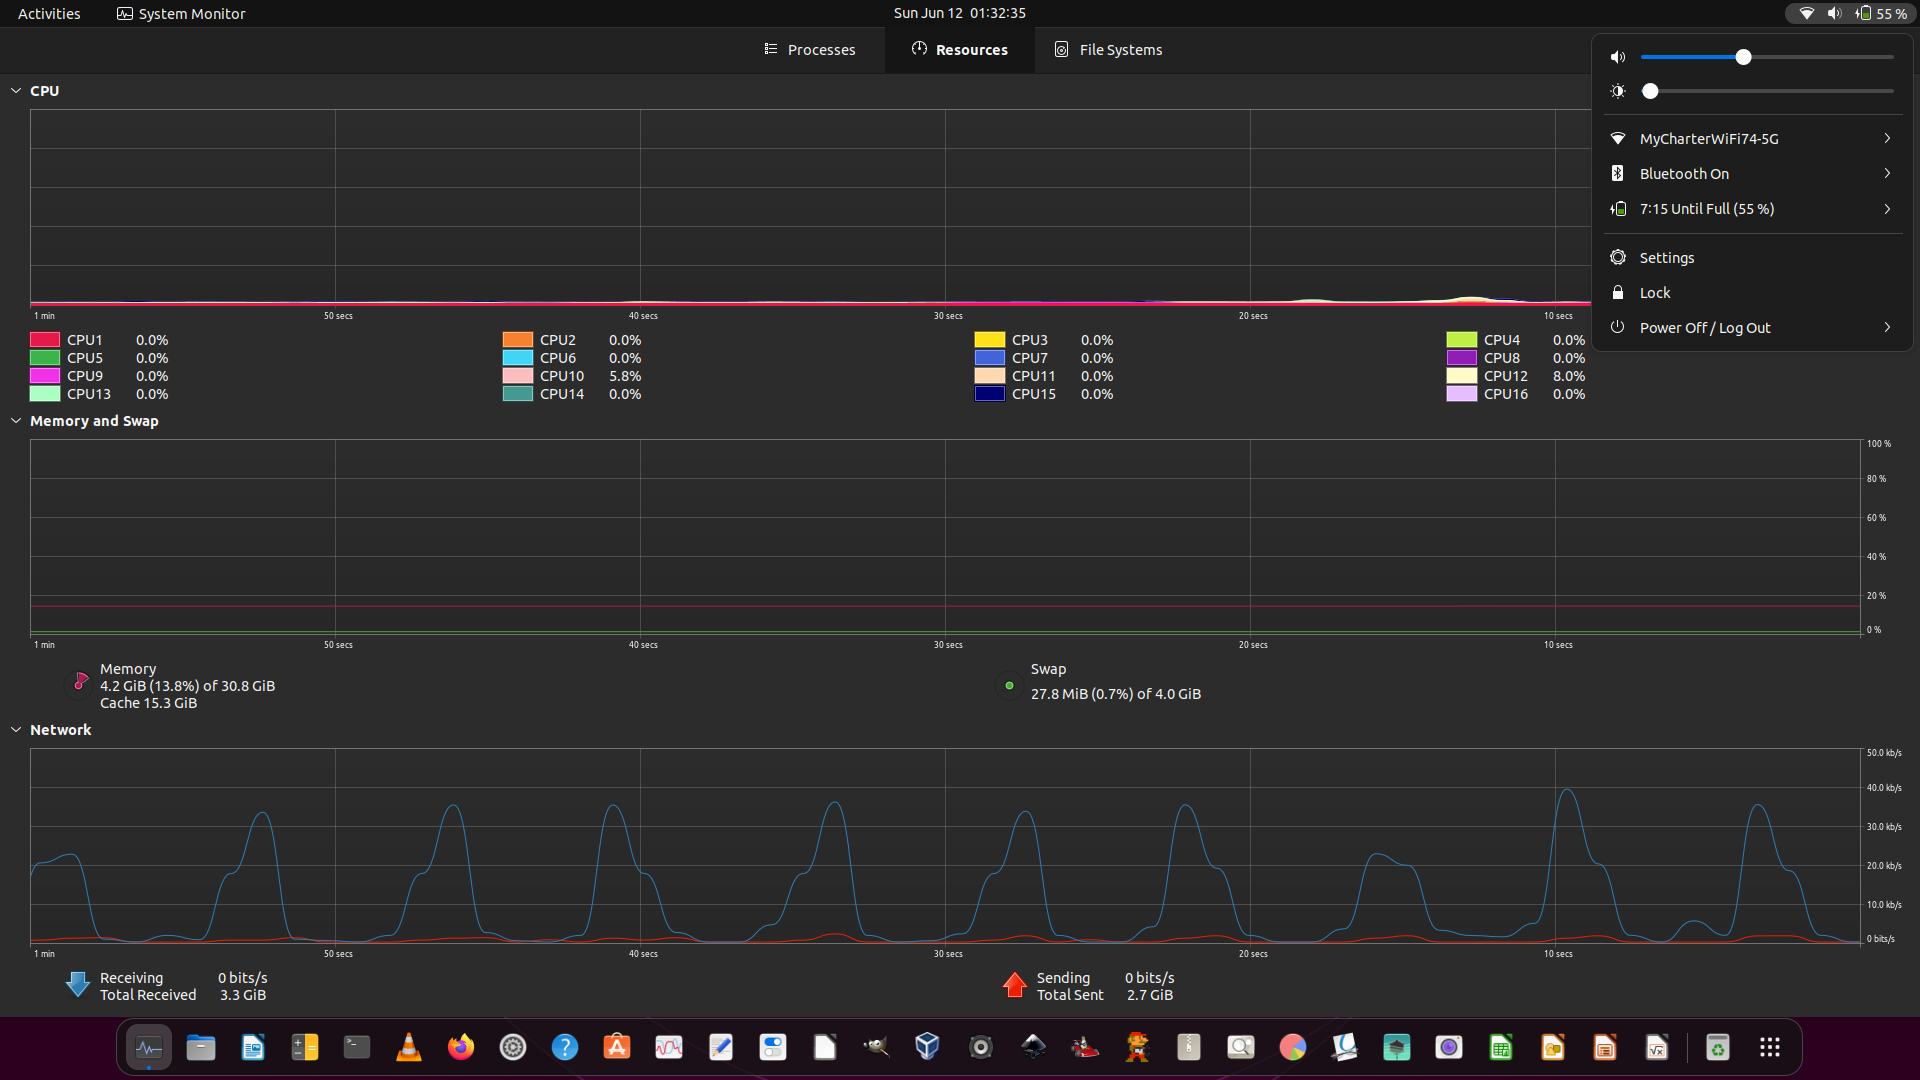 Activities System Monitor Sun Jun 12 01:32:35 55 %
Processes Resources File Systems
CPU
1 min 50 secs 40 secs 30 secs 20 secs 10 secs
CPU1 0.0% CPU2 0.0% CPU3 0.0% CPU4 0.0%
CPU5 0.0% CPU6 0.0% CPU7 0.0% CPU8 0.0%
CPU9 0.0% CPU10 5.8% CPU11 0.0% CPU12 8.0%
CPU13 0.0% CPU14 0.0% CPU15 0.0% CPU16 0.0%
MyCharterWiFi74-5G
Bluetooth On
7:15 Until Full (55 %)
Settings
Lock
Power Off / Log Out
Memory and Swap
100 %
80 %
60 %
40 %
20 %
0 %
1 min 50 secs 40 secs 30 secs 20 secs 10 secs
Memory
4.2 GiB (13.8%) of 30.8 GiB
Cache 15.3 GiB
Swap
27.8 MiB (0.7%) of 4.0 GiB
Network
50.0 kb/s
40.0 kb/s
30.0 kb/s
20.0 kb/s
10.0 kb/s
0 bits/s
1 min 50 secs 40 secs 30 secs 20 secs 10 secs
Receiving 0 bits/s
Total Received 3.3 GiB
Sending 0 bits/s
Total Sent 2.7 GiB